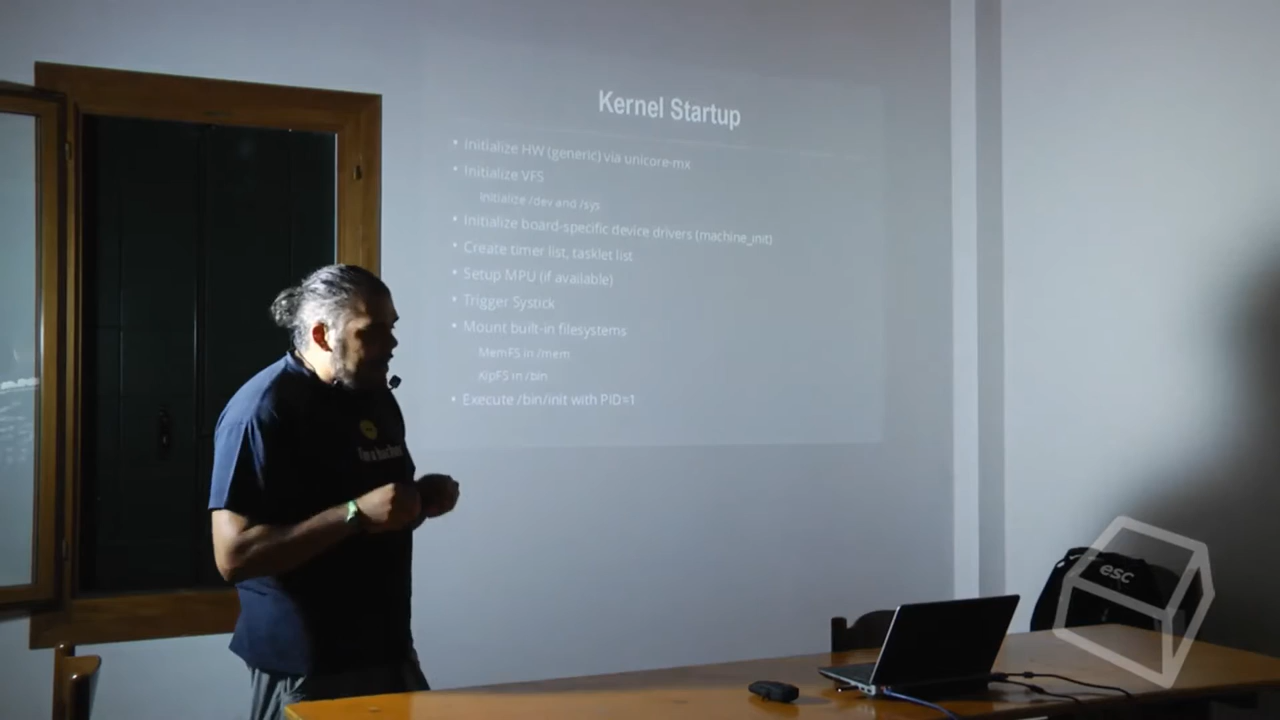 Kernel Startup
• Initialize HW (generic) via unicore-mx
• Initialize VFS
Initialize /dev and /sys
• Initialize board-specific device drivers (machine_init)
• Create timer list, tasklet list
• Setup MPU (if available)
• Trigger Systick
• Mount built-in filesystems
MemFS in /mem
XipFS in /bin
• Execute /bin/init with PID=1
I'm a hacker
esc